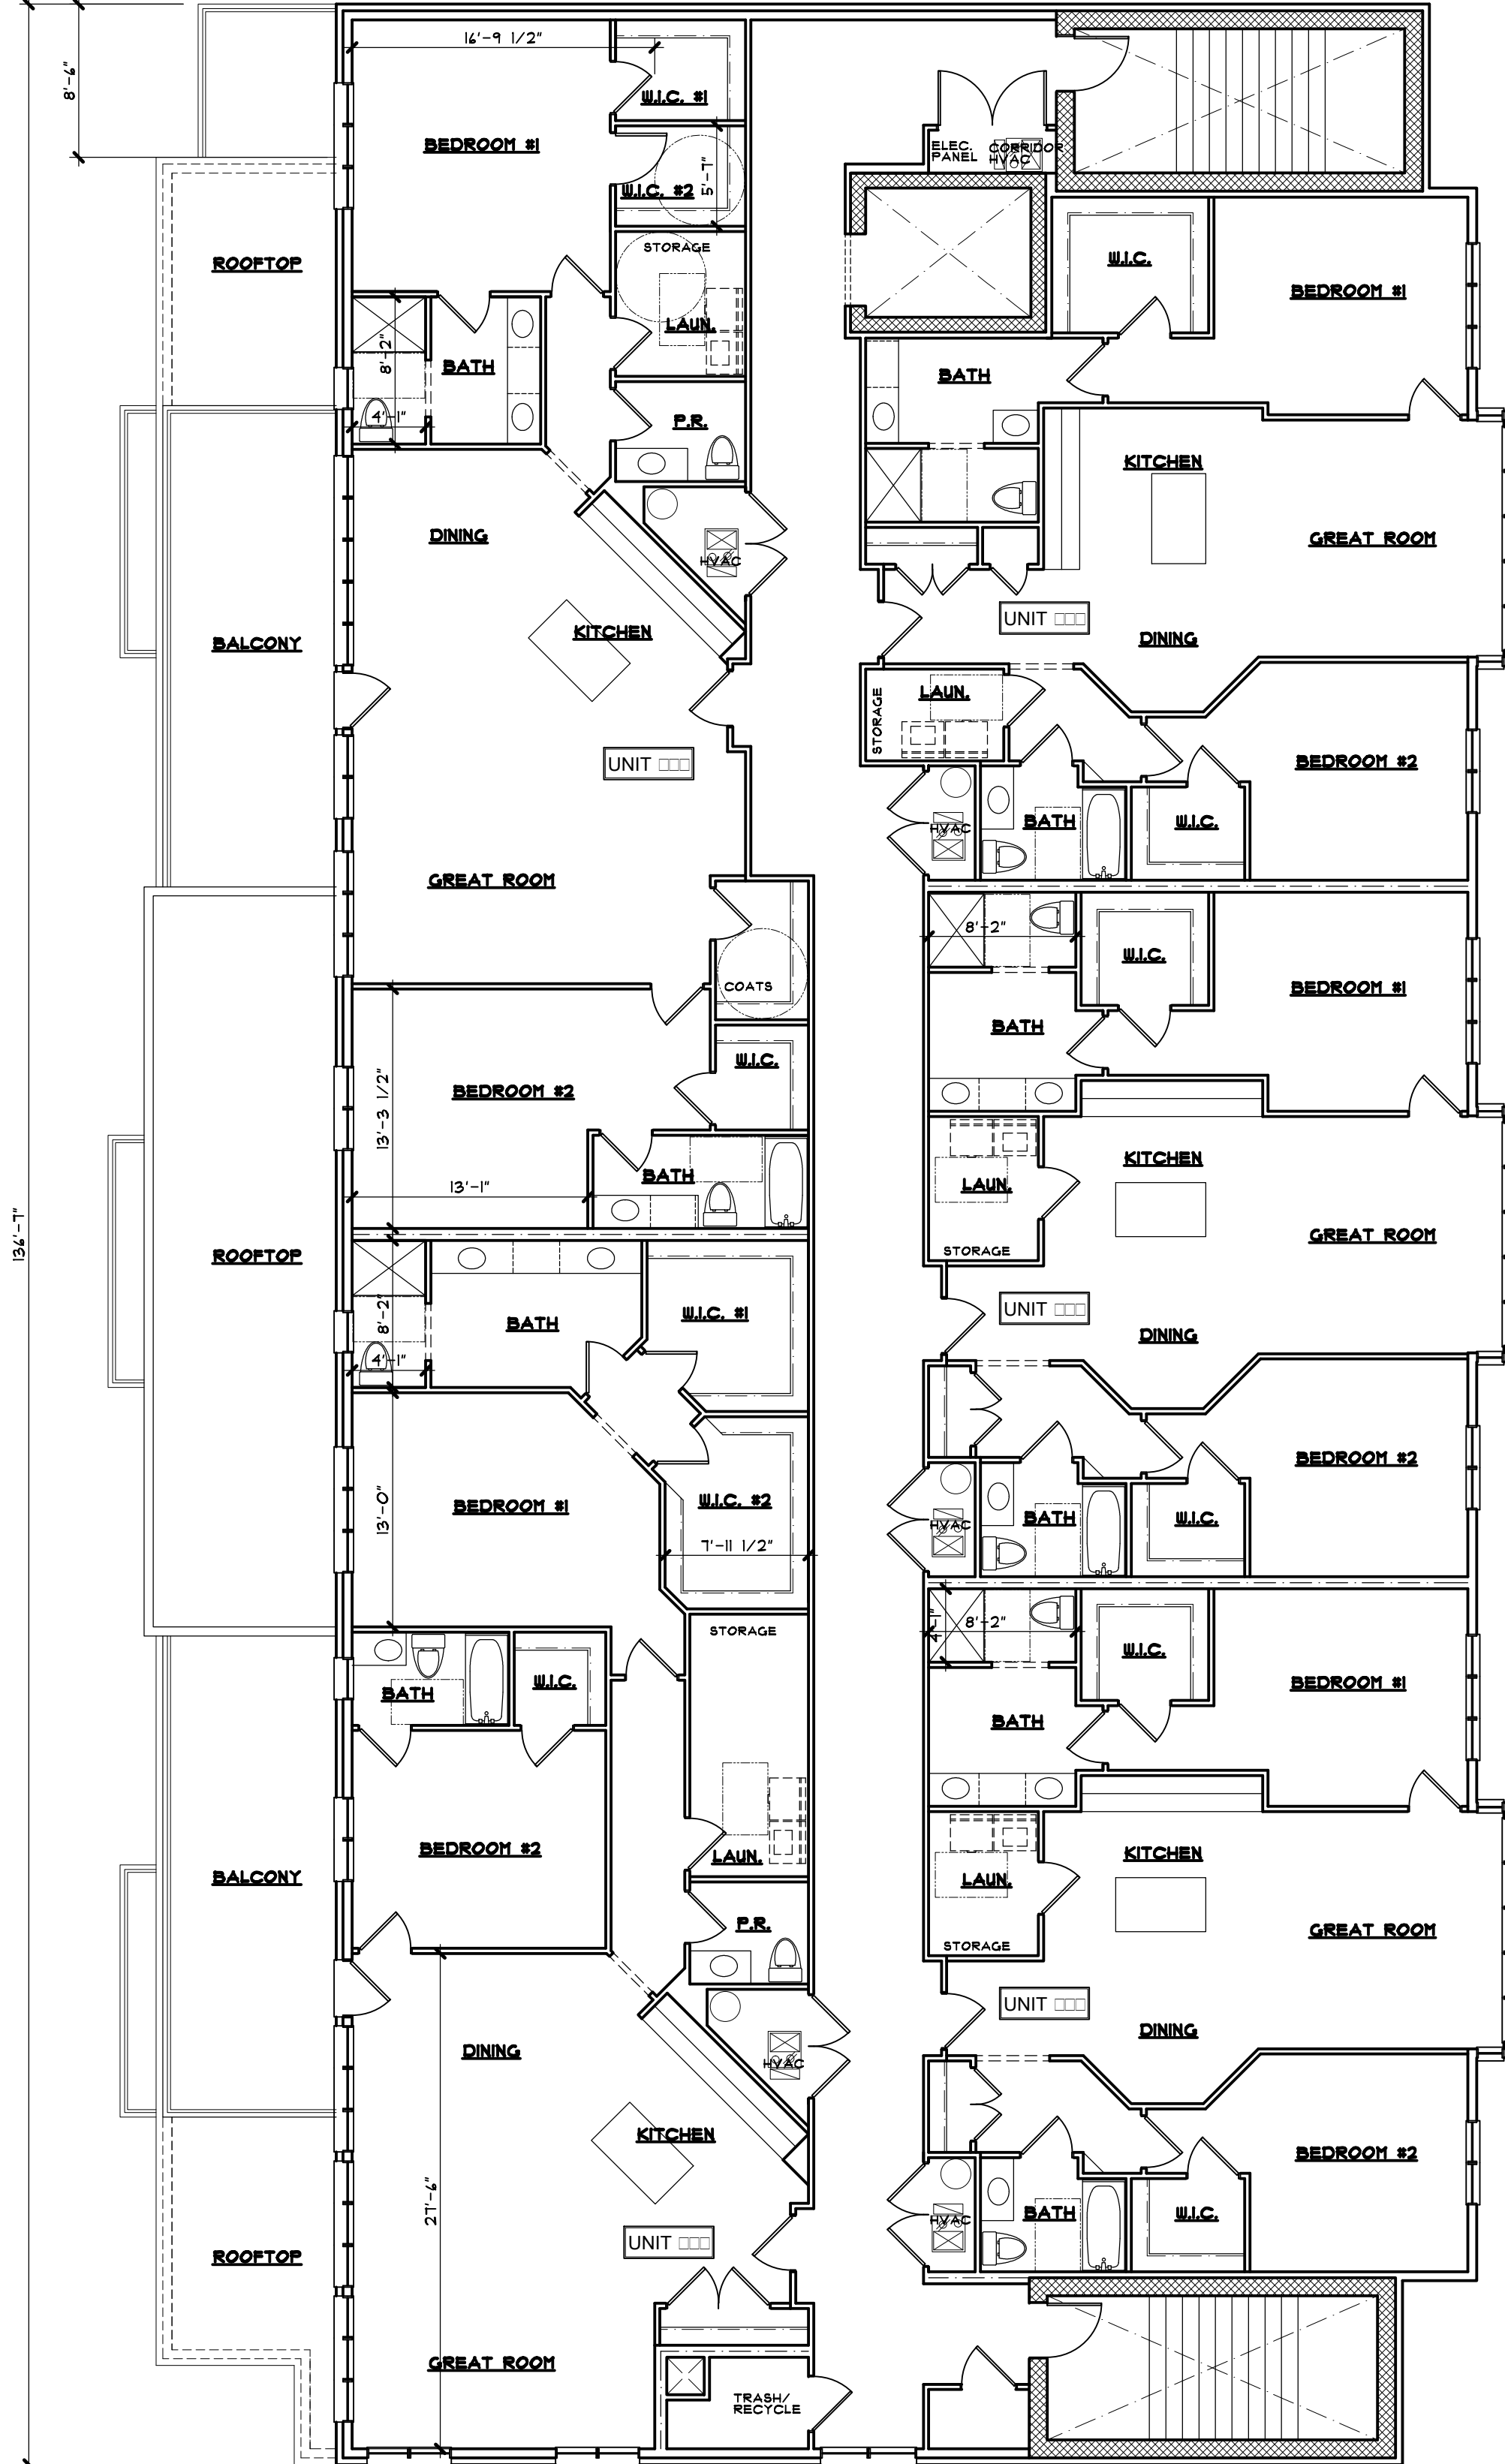 16'-9 1/2"
8'-6"
W.I.C. #1
BEDROOM #1
ELEC.
PANEL
CORRIDOR
HVAC
5'-7"
W.I.C. #2
STORAGE
ROOFTOP
W.I.C.
BEDROOM #1
LAUN.
8'-2"
BATH
4'-1"
P.R.
BATH
KITCHEN
DINING
GREAT ROOM
HVAC
UNIT □□□
KITCHEN
DINING
BALCONY
LAUN.
STORAGE
UNIT □□□
BEDROOM #2
HVAC
BATH
W.I.C.
GREAT ROOM
8'-2"
W.I.C.
COATS
BEDROOM #1
BATH
W.I.C.
BEDROOM #2
13'-3 1/2"
KITCHEN
BATH
13'-1"
LAUN.
136'-7"
GREAT ROOM
STORAGE
ROOFTOP
8'-2"
BATH
W.I.C. #1
UNIT □□□
DINING
4'-1"
BEDROOM #2
BEDROOM #1
13'-0"
W.I.C. #2
7'-11 1/2"
HVAC
BATH
W.I.C.
4'-1"
8'-2"
STORAGE
W.I.C.
BATH
W.I.C.
BEDROOM #1
BATH
BEDROOM #2
LAUN.
KITCHEN
BALCONY
LAUN.
P.R.
GREAT ROOM
STORAGE
UNIT □□□
DINING
DINING
HVAC
KITCHEN
BEDROOM #2
27'-6"
HVAC
BATH
W.I.C.
UNIT □□□
ROOFTOP
GREAT ROOM
TRASH/
RECYCLE